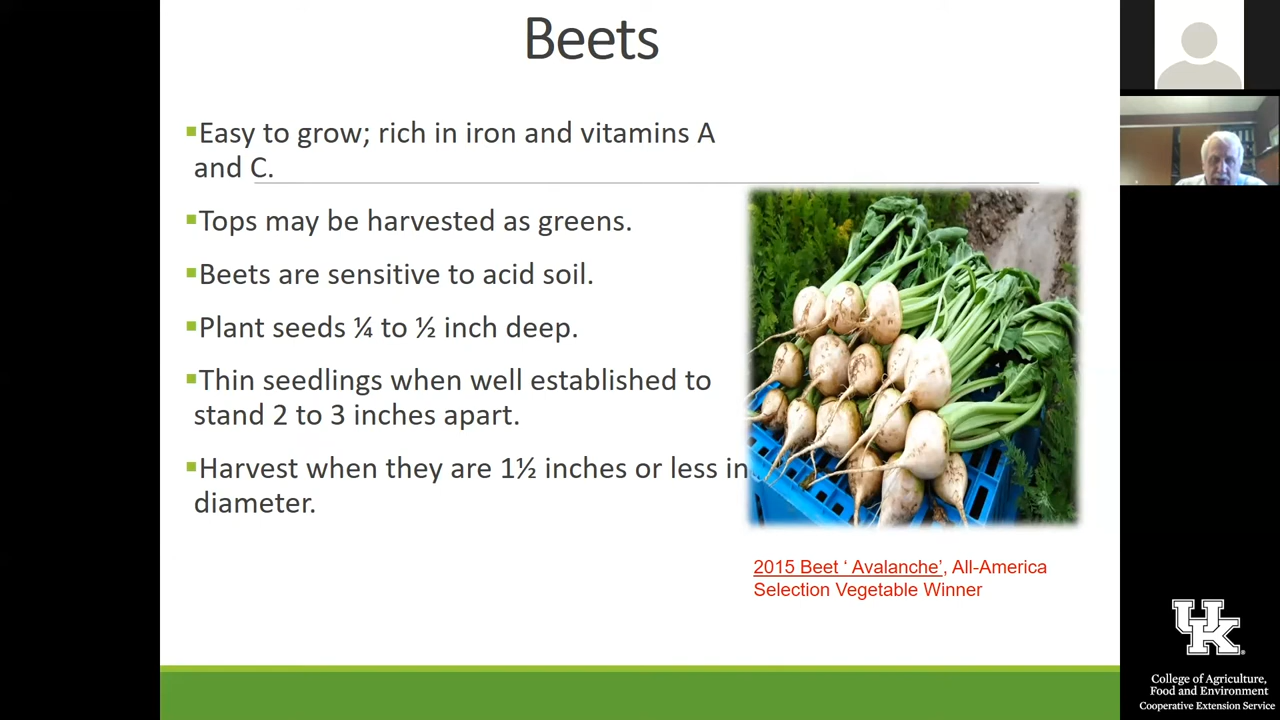 Beets
▪Easy to grow; rich in iron and vitamins A
and C.
▪Tops may be harvested as greens.
▪Beets are sensitive to acid soil.
▪Plant seeds ¼ to ½ inch deep.
▪Thin seedlings when well established to
stand 2 to 3 inches apart.
▪Harvest when they are 1½ inches or less in
diameter.
2015 Beet ‘ Avalanche’, All-America
Selection Vegetable Winner
UK
College of Agriculture,
Food and Environment
Cooperative Extension Service